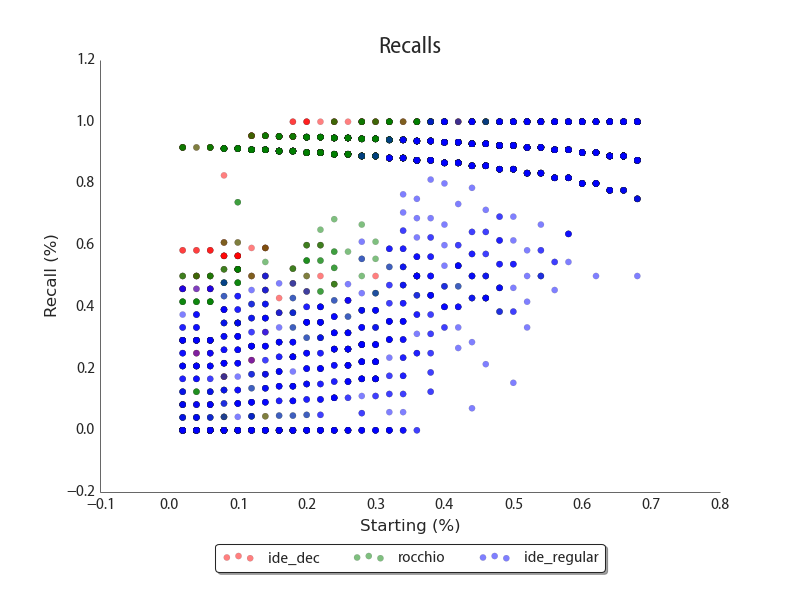 Recalls
1.2
1.0
0.8
0.6
0.4
0.2
0.0
−0.2
Recall (%)
−0.1 0.0 0.1 0.2 0.3 0.4 0.5 0.6 0.7 0.8
Starting (%)
ide_dec rocchio ide_regular